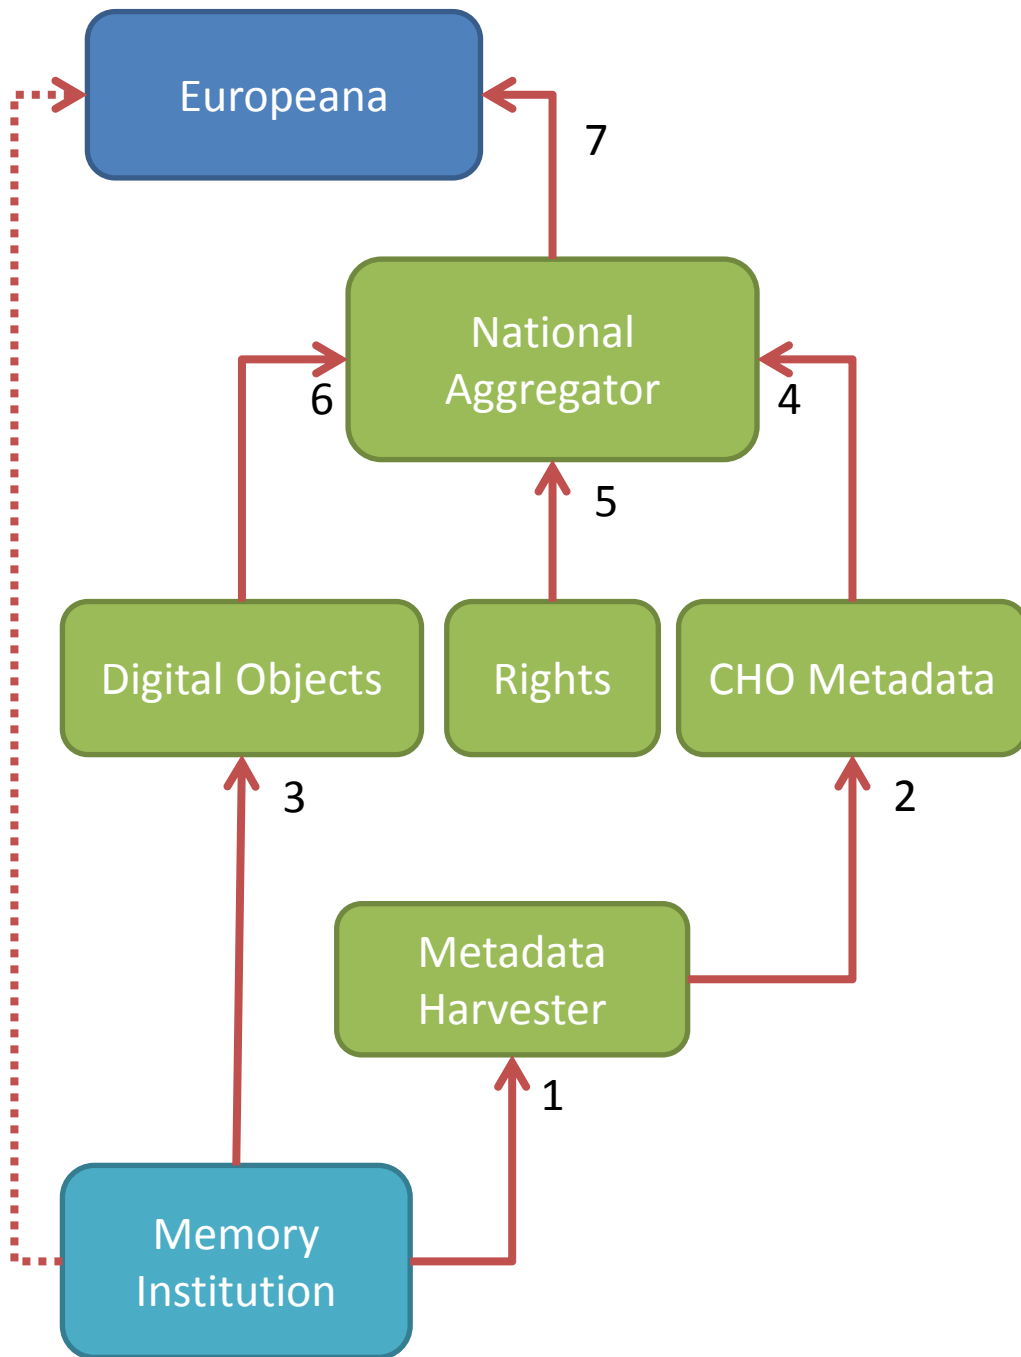 Europeana
7
National
Aggregator
6
4
5
Digital Objects
Rights
CHO Metadata
3
2
Metadata
Harvester
1
Memory
Institution